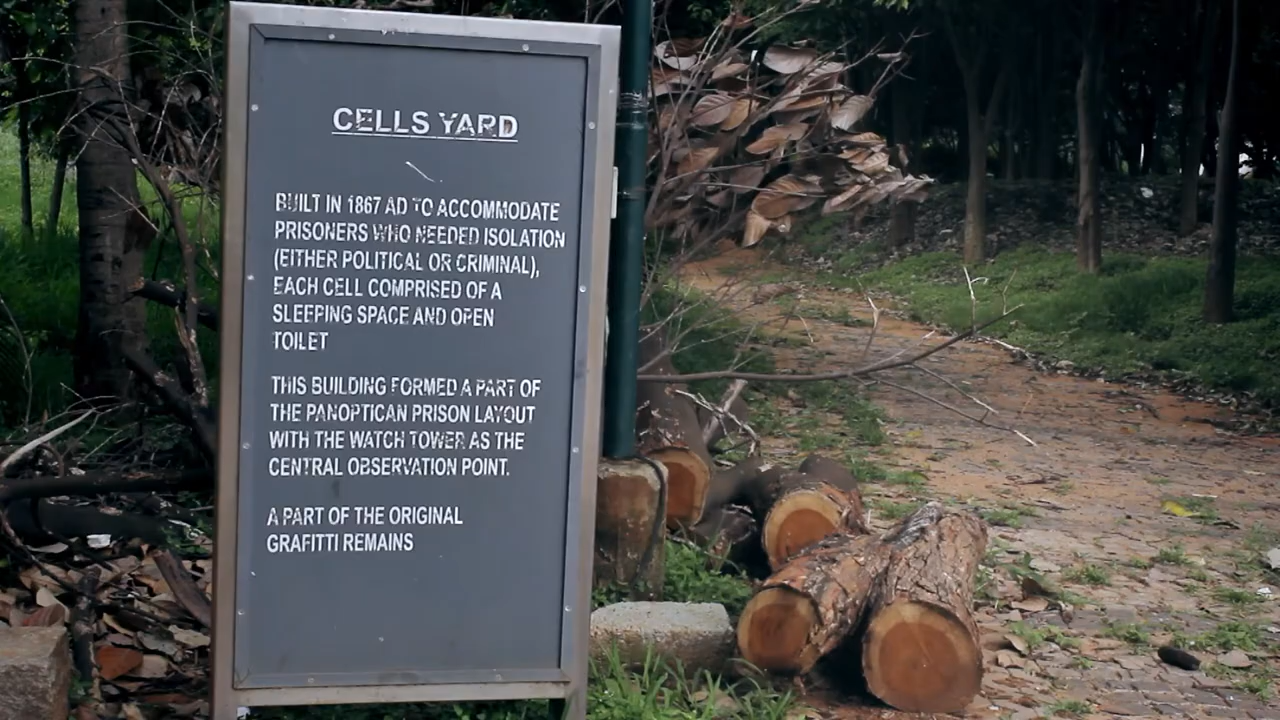 CELLS YARD
BUILT IN 1867 AD TO ACCOMMODATE
PRISONERS WHO NEEDED ISOLATION
(EITHER POLITICAL OR CRIMINAL),
EACH CELL COMPRISED OF A
SLEEPING SPACE AND OPEN
TOILET
THIS BUILDING FORMED A PART OF
THE PANOPTICAN PRISON LAYOUT
WITH THE WATCH TOWER AS THE
CENTRAL OBSERVATION POINT.
A PART OF THE ORIGINAL
GRAFITTI REMAINS